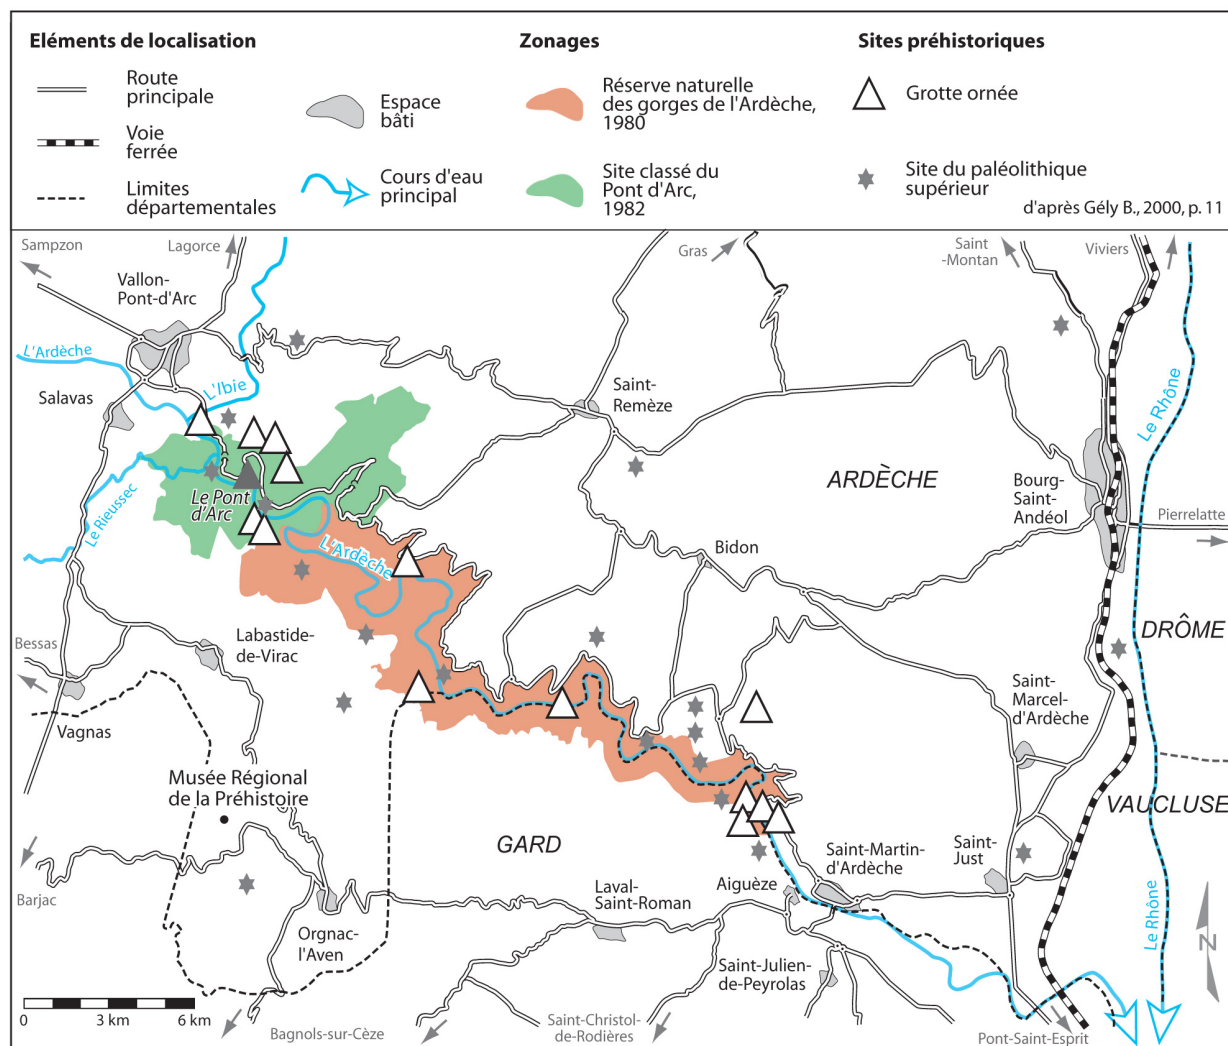 Eléments de localisation
Zonages
Sites préhistoriques
Route
principale
Voie
ferrée
Limites
départementales
Espace
bâti
Cours d'eau
principal
Réserve naturelle
des gorges de l'Ardèche,
1980
Site classé du
Pont d'Arc,
1982
Grotte ornée
Site du paléolithique
supérieur
d'après Gély B., 2000, p. 11
Sampzon
Lagorce
Gras
Saint
-Montan
Viviers
Vallon-
Pont-d'Arc
L'Ardèche
L'Ibie
Salavas
Saint-
Remèze
Le Rhône
ARDÈCHE
Bourg-
Saint-
Andéol
Pierrelatte
Le Rieussec
Le Pont
d'Arc
L'Ardèche
Bidon
DRÔME
Bessas
Labastide-
de-Virac
Saint-
Marcel-
d'Ardèche
Vagnas
Musée Régional
de la Préhistoire
VAUCLUSE
GARD
Saint-Martin-
d'Ardèche
Saint-
Just
Barjac
Laval-
Saint-Roman
Aiguèze
Orgnac-
l'Aven
Le Rhône
N
Saint-Julien-
de-Peyrolas
0
3 km
6 km
Bagnols-sur-Cèze
Saint-Christol-
de-Rodières
Pont-Saint-Esprit